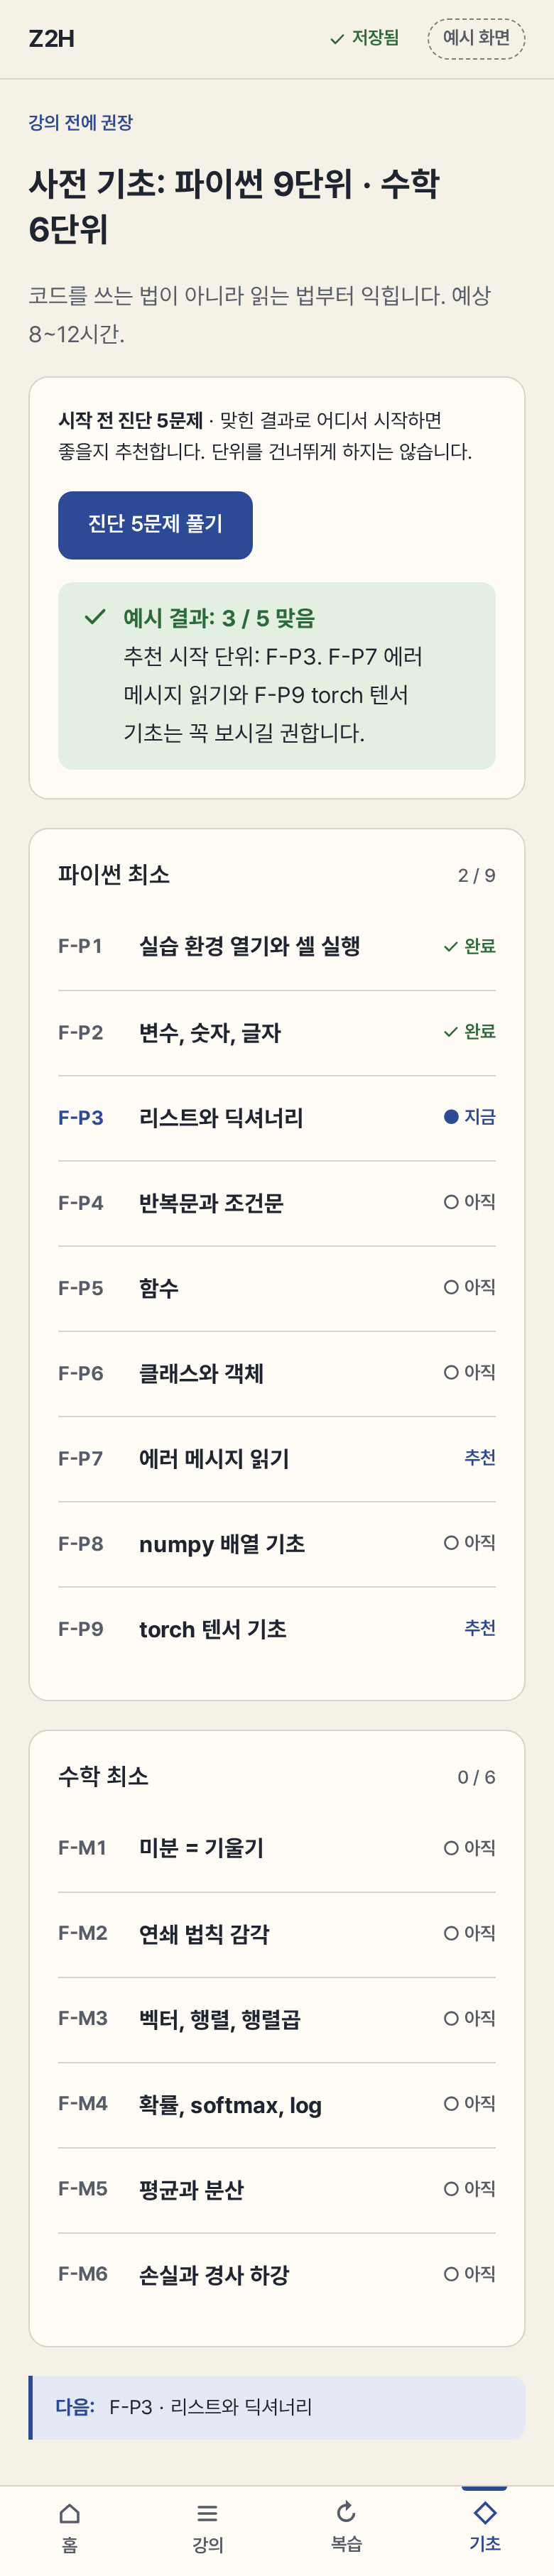 Z2H
저장됨
예시 화면
강의 전에 권장
사전 기초: 파이썬 9단위 · 수학
6단위
코드를 쓰는 법이 아니라 읽는 법부터 익힙니다. 예상
8~12시간.
시작 전 진단 5문제 · 맞힌 결과로 어디서 시작하면
좋을지 추천합니다. 단위를 건너뛰게 하지는 않습니다.
진단 5문제 풀기
예시 결과: 3 / 5 맞음
추천 시작 단위: F-P3. F-P7 에러
메시지 읽기와 F-P9 torch 텐서
기초는 꼭 보시길 권합니다.
파이썬 최소 2 / 9
F-P1 실습 환경 열기와 셀 실행 완료
F-P2 변수, 숫자, 글자 완료
F-P3 리스트와 딕셔너리 지금
F-P4 반복문과 조건문 아직
F-P5 함수 아직
F-P6 클래스와 객체 아직
F-P7 에러 메시지 읽기 추천
F-P8 numpy 배열 기초 아직
F-P9 torch 텐서 기초 추천
수학 최소 0 / 6
F-M1 미분 = 기울기 아직
F-M2 연쇄 법칙 감각 아직
F-M3 벡터, 행렬, 행렬곱 아직
F-M4 확률, softmax, log 아직
F-M5 평균과 분산 아직
F-M6 손실과 경사 하강 아직
다음: F-P3 · 리스트와 딕셔너리
홈 강의 복습 기초